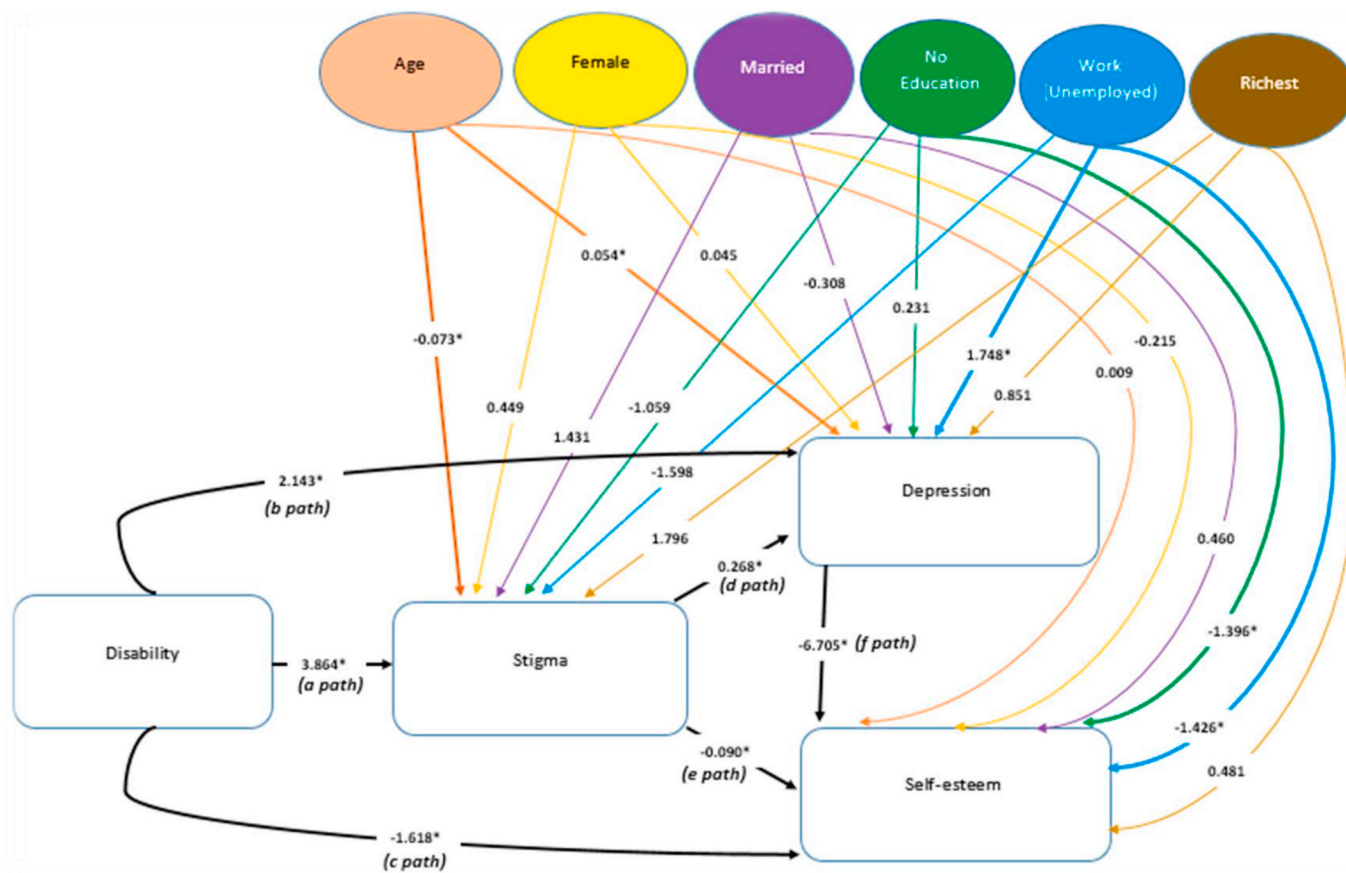 Age
Female
Married
No
Education
Work
(Unemployed)
Richest
0.054*
0.045
-0.308
0.231
-0.073*
1.748*
-0.215
0.009
0.851
0.449
-1.059
1.431
-1.598
2.143*
(b path)
Depression
1.796
0.460
0.268*
(d path)
-1.396*
Disability
3.864*
(a path)
Stigma
-6.705* (f path)
-1.426*
-0.090*
(e path)
0.481
Self-esteem
-1.618*
(c path)